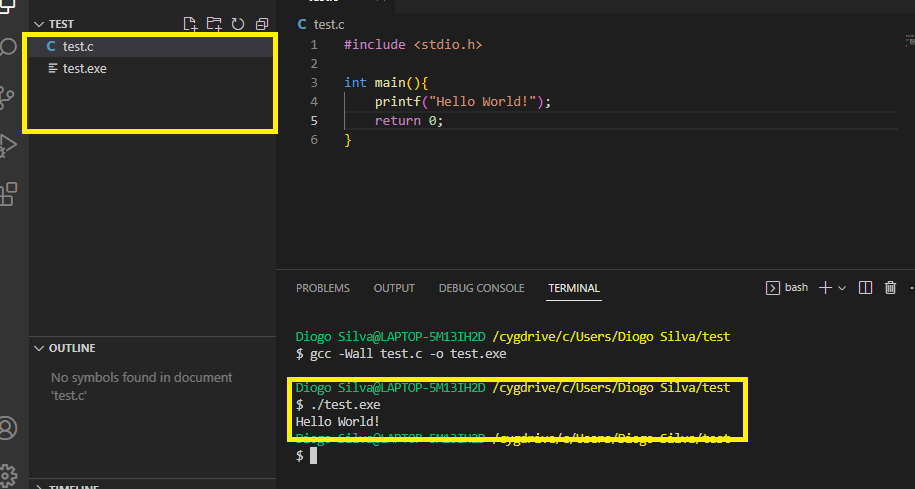 TEST
C test.c
test.exe
OUTLINE
No symbols found in document
'test.c'
TIMELINE
C test.c
1 #include <stdio.h>
2
3 int main(){
4 printf("Hello World!");
5 return 0;
6 }
PROBLEMS OUTPUT DEBUG CONSOLE TERMINAL bash
Diogo Silva@LAPTOP-5M13IH2D /cygdrive/c/Users/Diogo Silva/test
$ gcc -Wall test.c -o test.exe
Diogo Silva@LAPTOP-5M13IH2D /cygdrive/c/Users/Diogo Silva/test
$ ./test.exe
Hello World!
Diogo Silva@LAPTOP-5M13IH2D /cygdrive/c/Users/Diogo Silva/test
$